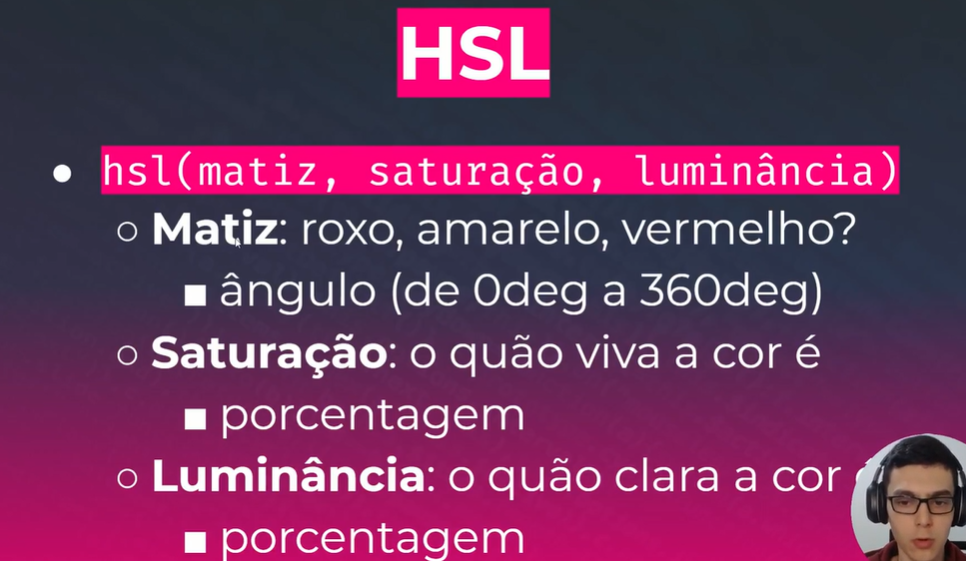 HSL
● hsl(matiz, saturação, luminância)
○ Matiz: roxo, amarelo, vermelho?
■ ângulo (de 0deg a 360deg)
○ Saturação: o quão viva a cor é
■ porcentagem
○ Luminância: o quão clara a cor
■ porcentagem